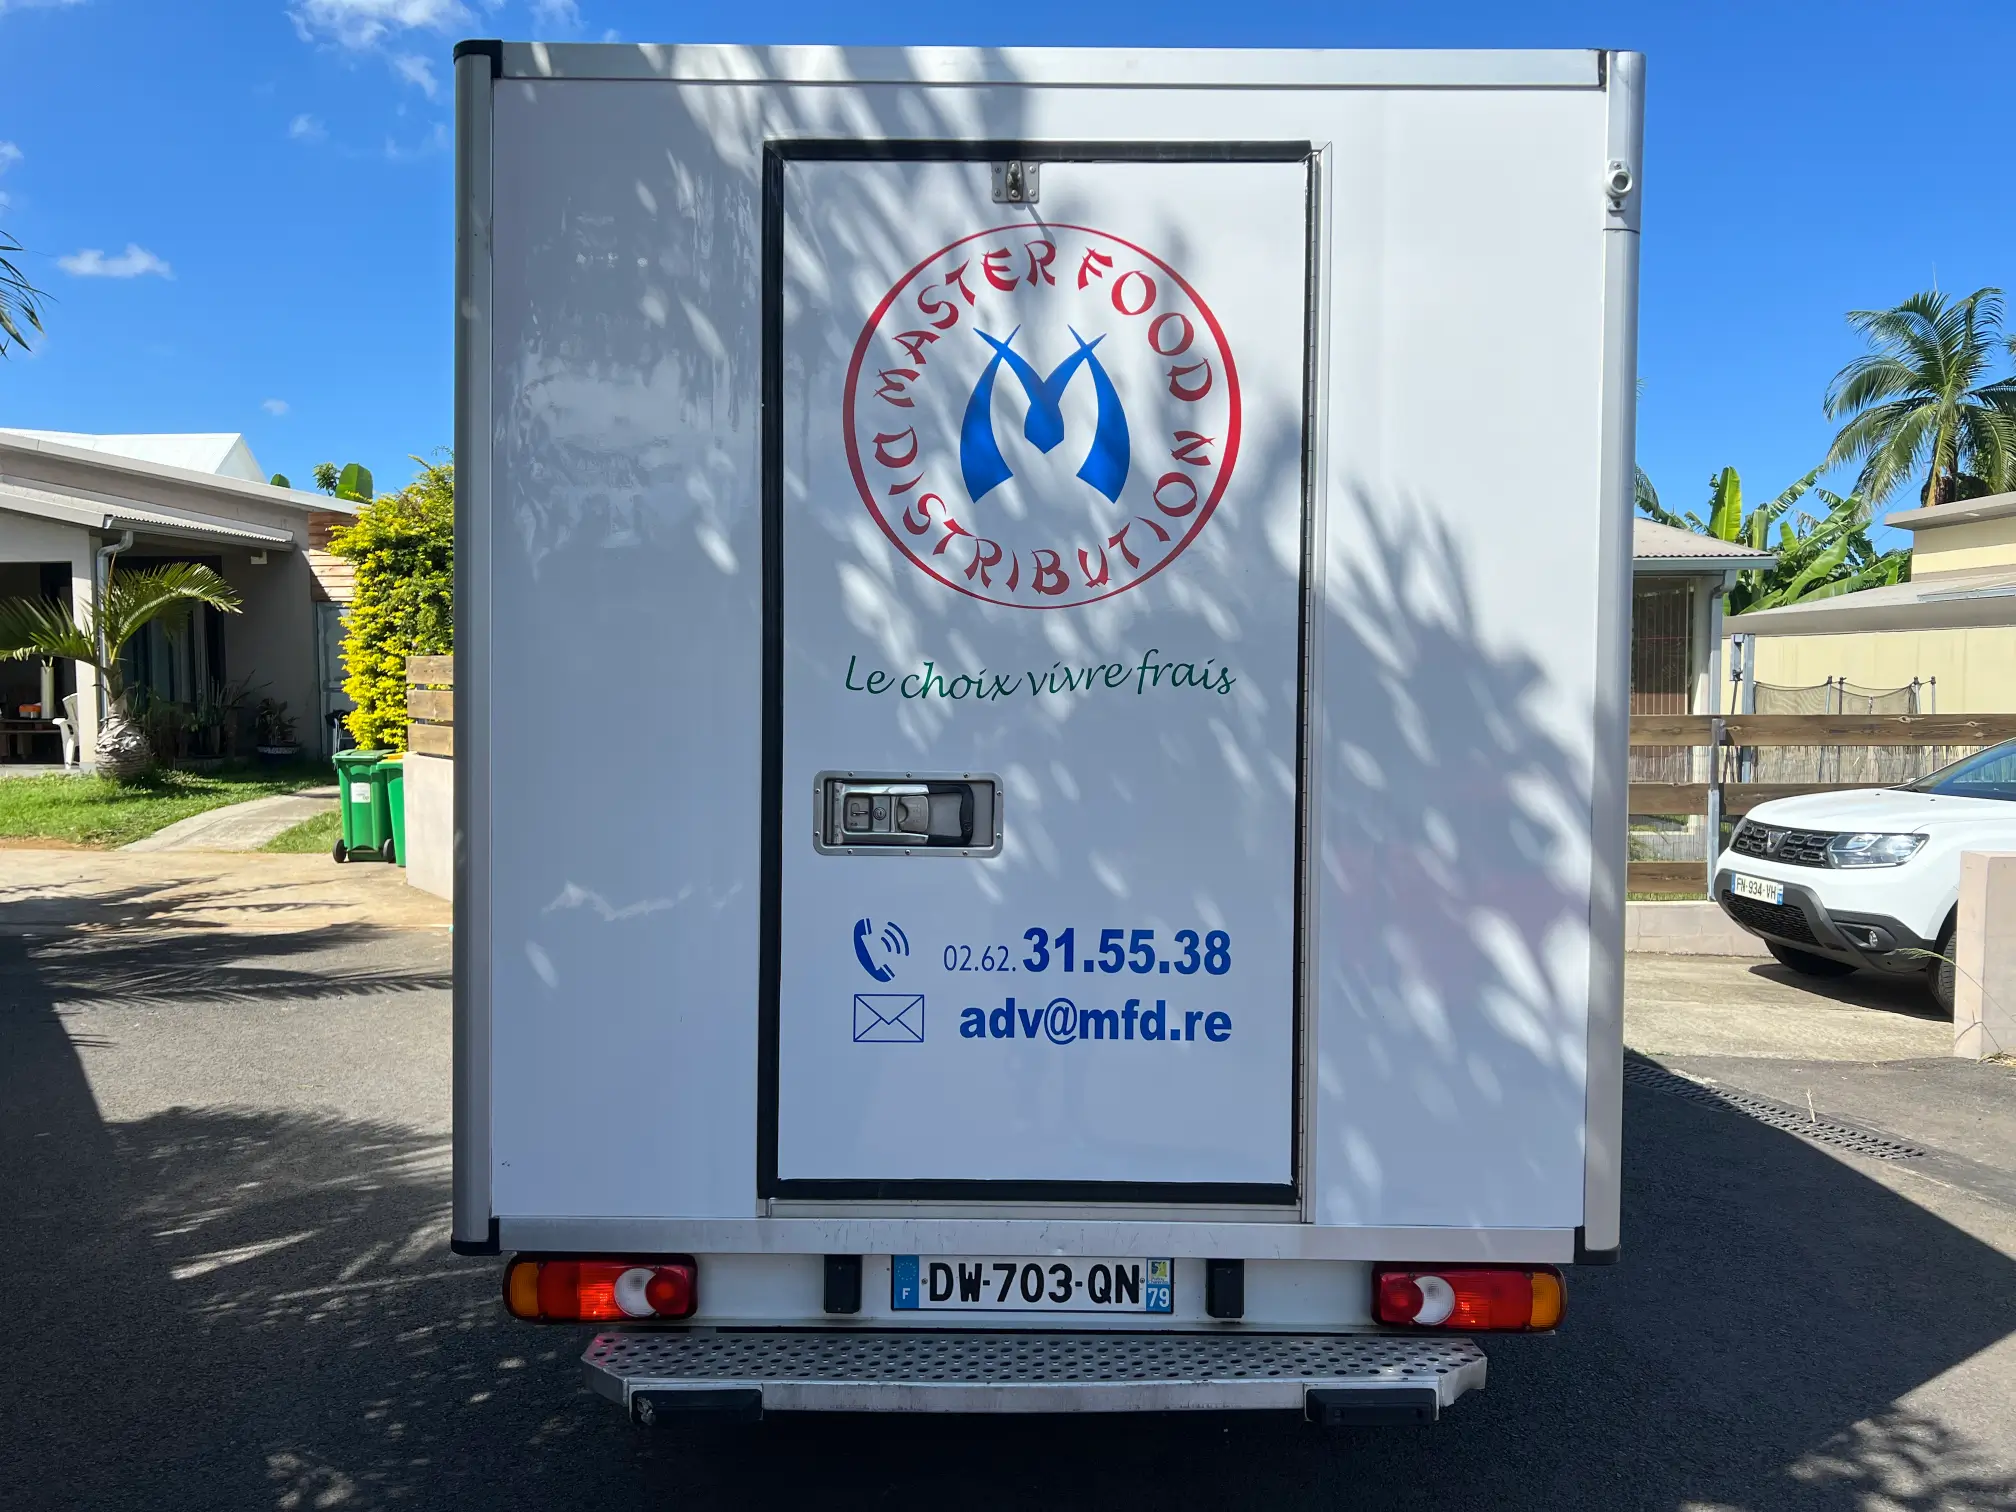 MASTER FOOD
DISTRIBUTION
Le choix vivre frais
02.62.31.55.38
adv@mfd.re
F DW-703-QN 79
FN-934-VH